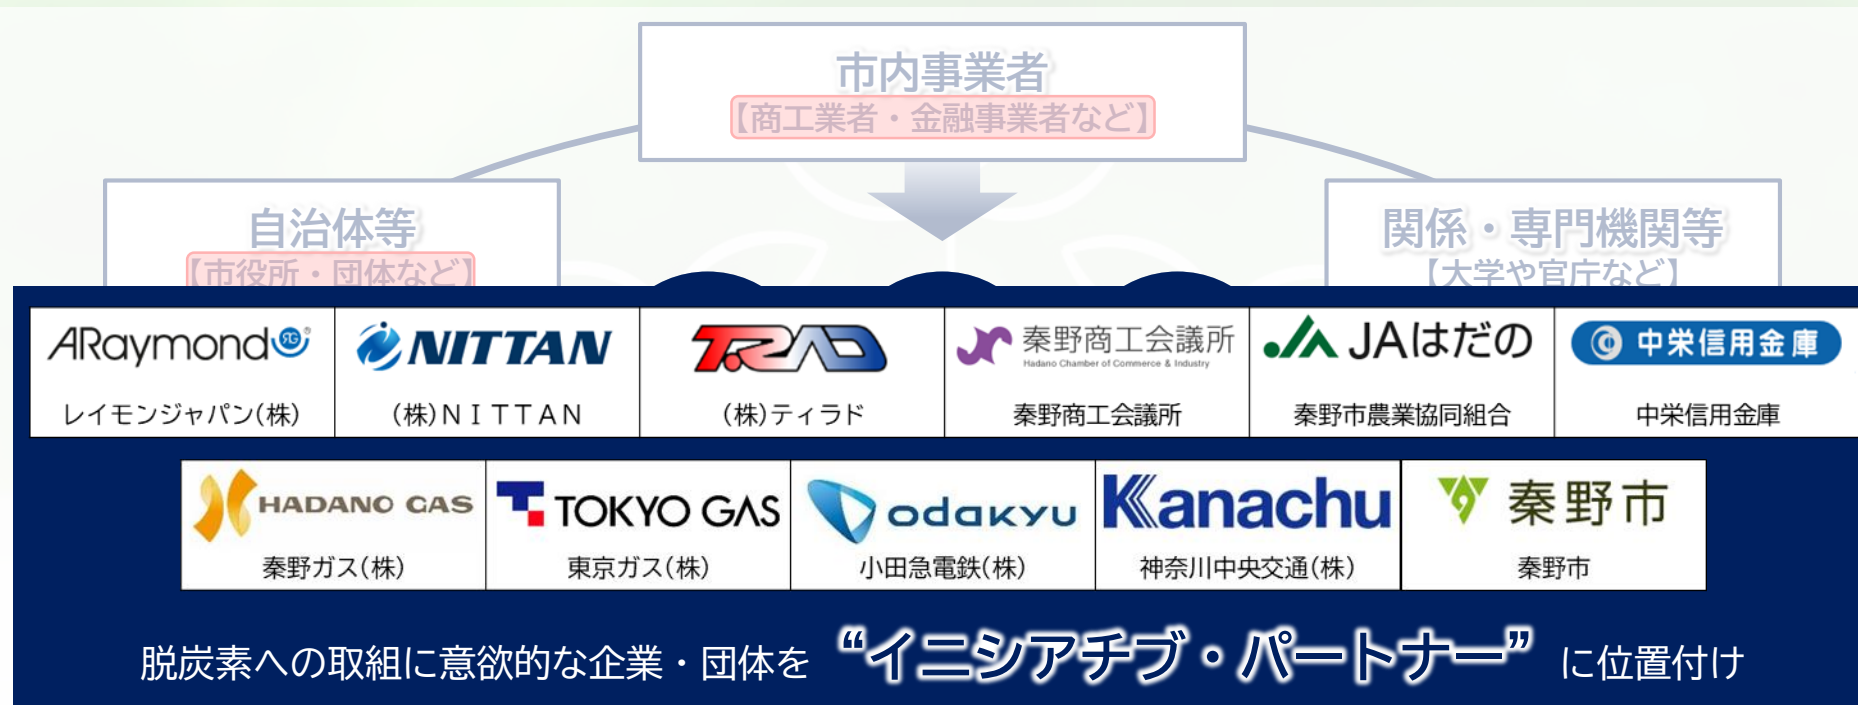 市内事業者
【商工業者・金融事業者など】
自治体等
【市役所・団体など】
関係・専門機関等
【大学や官庁など】
ARaymond RG
レイモンジャパン(株)
NITTAN
(株)ＮＩＴＴＡＮ
T.RAD
(株)ティラド
秦野商工会議所
Hadano Chamber of Commerce & Industry
秦野商工会議所
JAはだの
秦野市農業協同組合
中栄信用金庫
中栄信用金庫
HADANO GAS
秦野ガス(株)
TOKYO GAS
東京ガス(株)
odakyu
小田急電鉄(株)
Kanachu
神奈川中央交通(株)
秦野市
秦野市
脱炭素への取組に意欲的な企業・団体を “イニシアチブ・パートナー” に位置付け